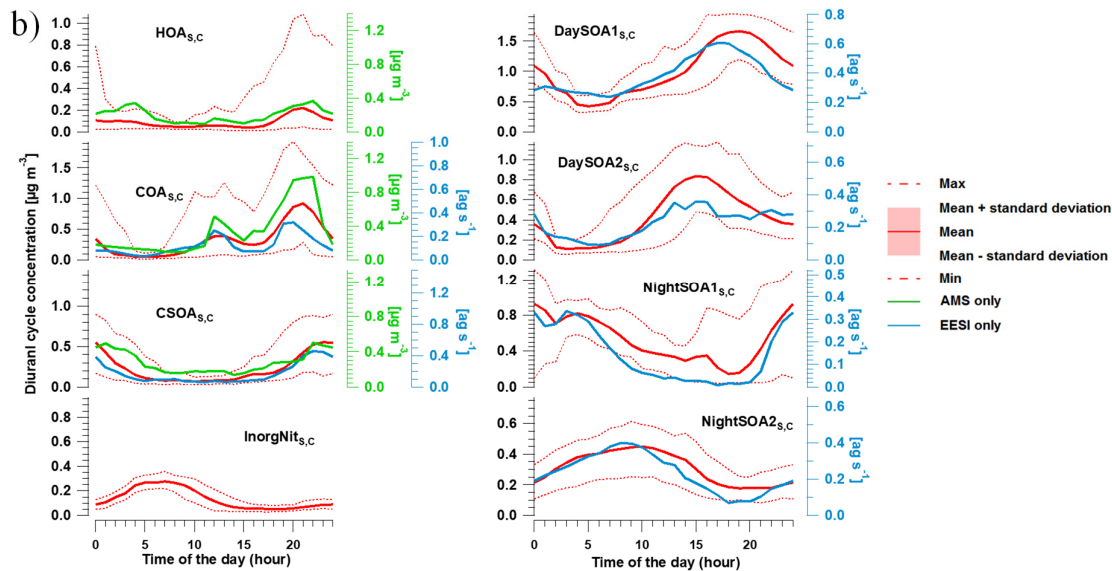 b)
Diuranl cycle concentration [µg m⁻³]
HOA_S,C
1.0
0.8
0.6
0.4
0.2
0.0
1.2
0.8
0.4
0.0
[µg m⁻³]
COA_S,C
1.5
1.0
0.5
0.0
1.2
0.8
0.4
0.0
[µg m⁻³]
1.0
0.8
0.6
0.4
0.2
0.0
[ag s⁻¹]
CSOA_S,C
1.0
0.5
0.0
1.2
0.8
0.4
0.0
[µg m⁻³]
1.0
0.8
0.6
0.4
0.2
0.0
[ag s⁻¹]
InorgNit_S,C
0.8
0.6
0.4
0.2
0.0
0 5 10 15 20
Time of the day (hour)
DaySOA1_S,C
1.5
1.0
0.5
0.0
0.8
0.6
0.4
0.2
0.0
[ag s⁻¹]
DaySOA2_S,C
1.0
0.8
0.6
0.4
0.2
0.0
0.6
0.4
0.2
0.0
[ag s⁻¹]
NightSOA1_S,C
1.2
0.8
0.4
0.0
0.5
0.4
0.3
0.2
0.1
0.0
[ag s⁻¹]
NightSOA2_S,C
0.8
0.6
0.4
0.2
0.0
0.6
0.4
0.2
0.0
[ag s⁻¹]
0 5 10 15 20
Time of the day (hour)
Max
Mean + standard deviation
Mean
Mean - standard deviation
Min
AMS only
EESI only